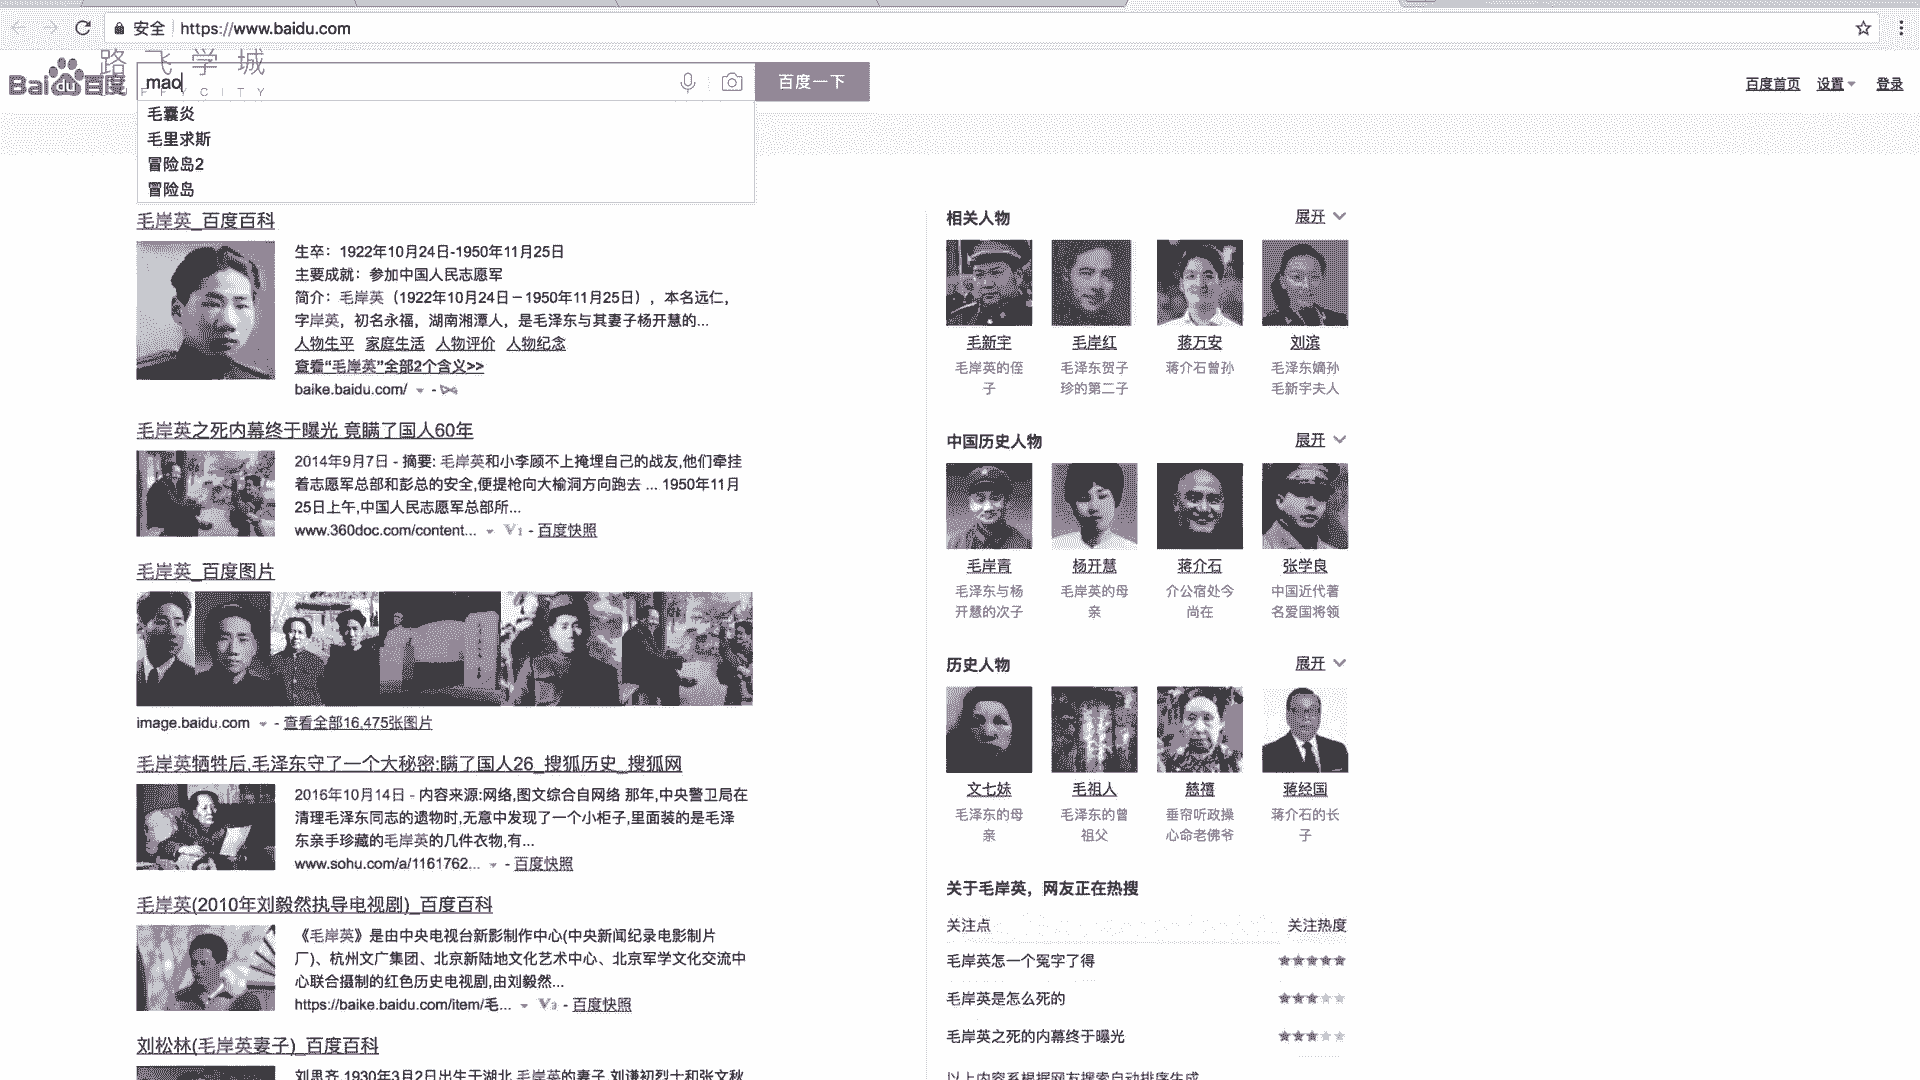 安全 https://www.baidu.com
路飞学城
Bai du 百度
mao
百度一下
百度首页 设置 登录
毛囊炎
毛里求斯
冒险岛2
冒险岛
毛岸英_百度百科
生卒：1922年10月24日-1950年11月25日
主要成就：参加中国人民志愿军
简介：毛岸英（1922年10月24日－1950年11月25日），本名远仁，
字岸英，初名永福，湖南湘潭人，是毛泽东与其妻子杨开慧的...
人物生平 家庭生活 人物评价 人物纪念
查看“毛岸英”全部2个含义>>
baike.baidu.com/
毛岸英之死内幕终于曝光 竟瞒了国人60年
2014年9月7日 - 摘要: 毛岸英和小李顾不上掩埋自己的战友,他们牵挂
着志愿军总部和彭总的安全,便提枪向大榆洞方向跑去 ... 1950年11月
25日上午,中国人民志愿军总部所...
www.360doc.com/content... V1 - 百度快照
毛岸英_百度图片
image.baidu.com - 查看全部16,475张图片
毛岸英牺牲后,毛泽东守了一个大秘密:瞒了国人26_搜狐历史_搜狐网
2016年10月14日 - 内容来源:网络,图文综合自网络 那年,中央警卫局在
清理毛泽东同志的遗物时,无意中发现了一个小柜子,里面装的是毛泽
东亲手珍藏的毛岸英的几件衣物,有...
www.sohu.com/a/1161762... - 百度快照
毛岸英(2010年刘毅然执导电视剧)_百度百科
《毛岸英》是由中央电视台新影制作中心(中央新闻纪录电影制片
厂)、杭州文广集团、北京新陆地文化艺术中心、北京军学文化交流中
心联合摄制的红色历史电视剧,由刘毅然...
https://baike.baidu.com/item/毛... V3 - 百度快照
刘松林(毛岸英妻子)_百度百科
刘思齐,1930年3月2日出生于湖北,毛岸英的妻子,刘谦初烈士和张文秋
相关人物 展开
毛新宇 毛岸红 蒋万安 刘滨
毛岸英的侄 毛泽东贺子 蒋介石曾孙 毛泽东嫡孙
子 珍的第二子 毛新宇夫人
中国历史人物 展开
毛岸青 杨开慧 蒋介石 张学良
毛泽东与杨 毛岸英的母 介公宿处今 中国近代著
开慧的次子 亲 尚在 名爱国将领
历史人物 展开
文七妹 毛祖人 慈禧 蒋经国
毛泽东的母 毛泽东的曾 垂帘听政操 蒋介石的长
亲 祖父 心命老佛爷 子
关于毛岸英，网友正在热搜
关注点 关注热度
毛岸英怎一个冤字了得
毛岸英是怎么死的
毛岸英之死的内幕终于曝光
以上内容系根据网友搜索自动排序生成